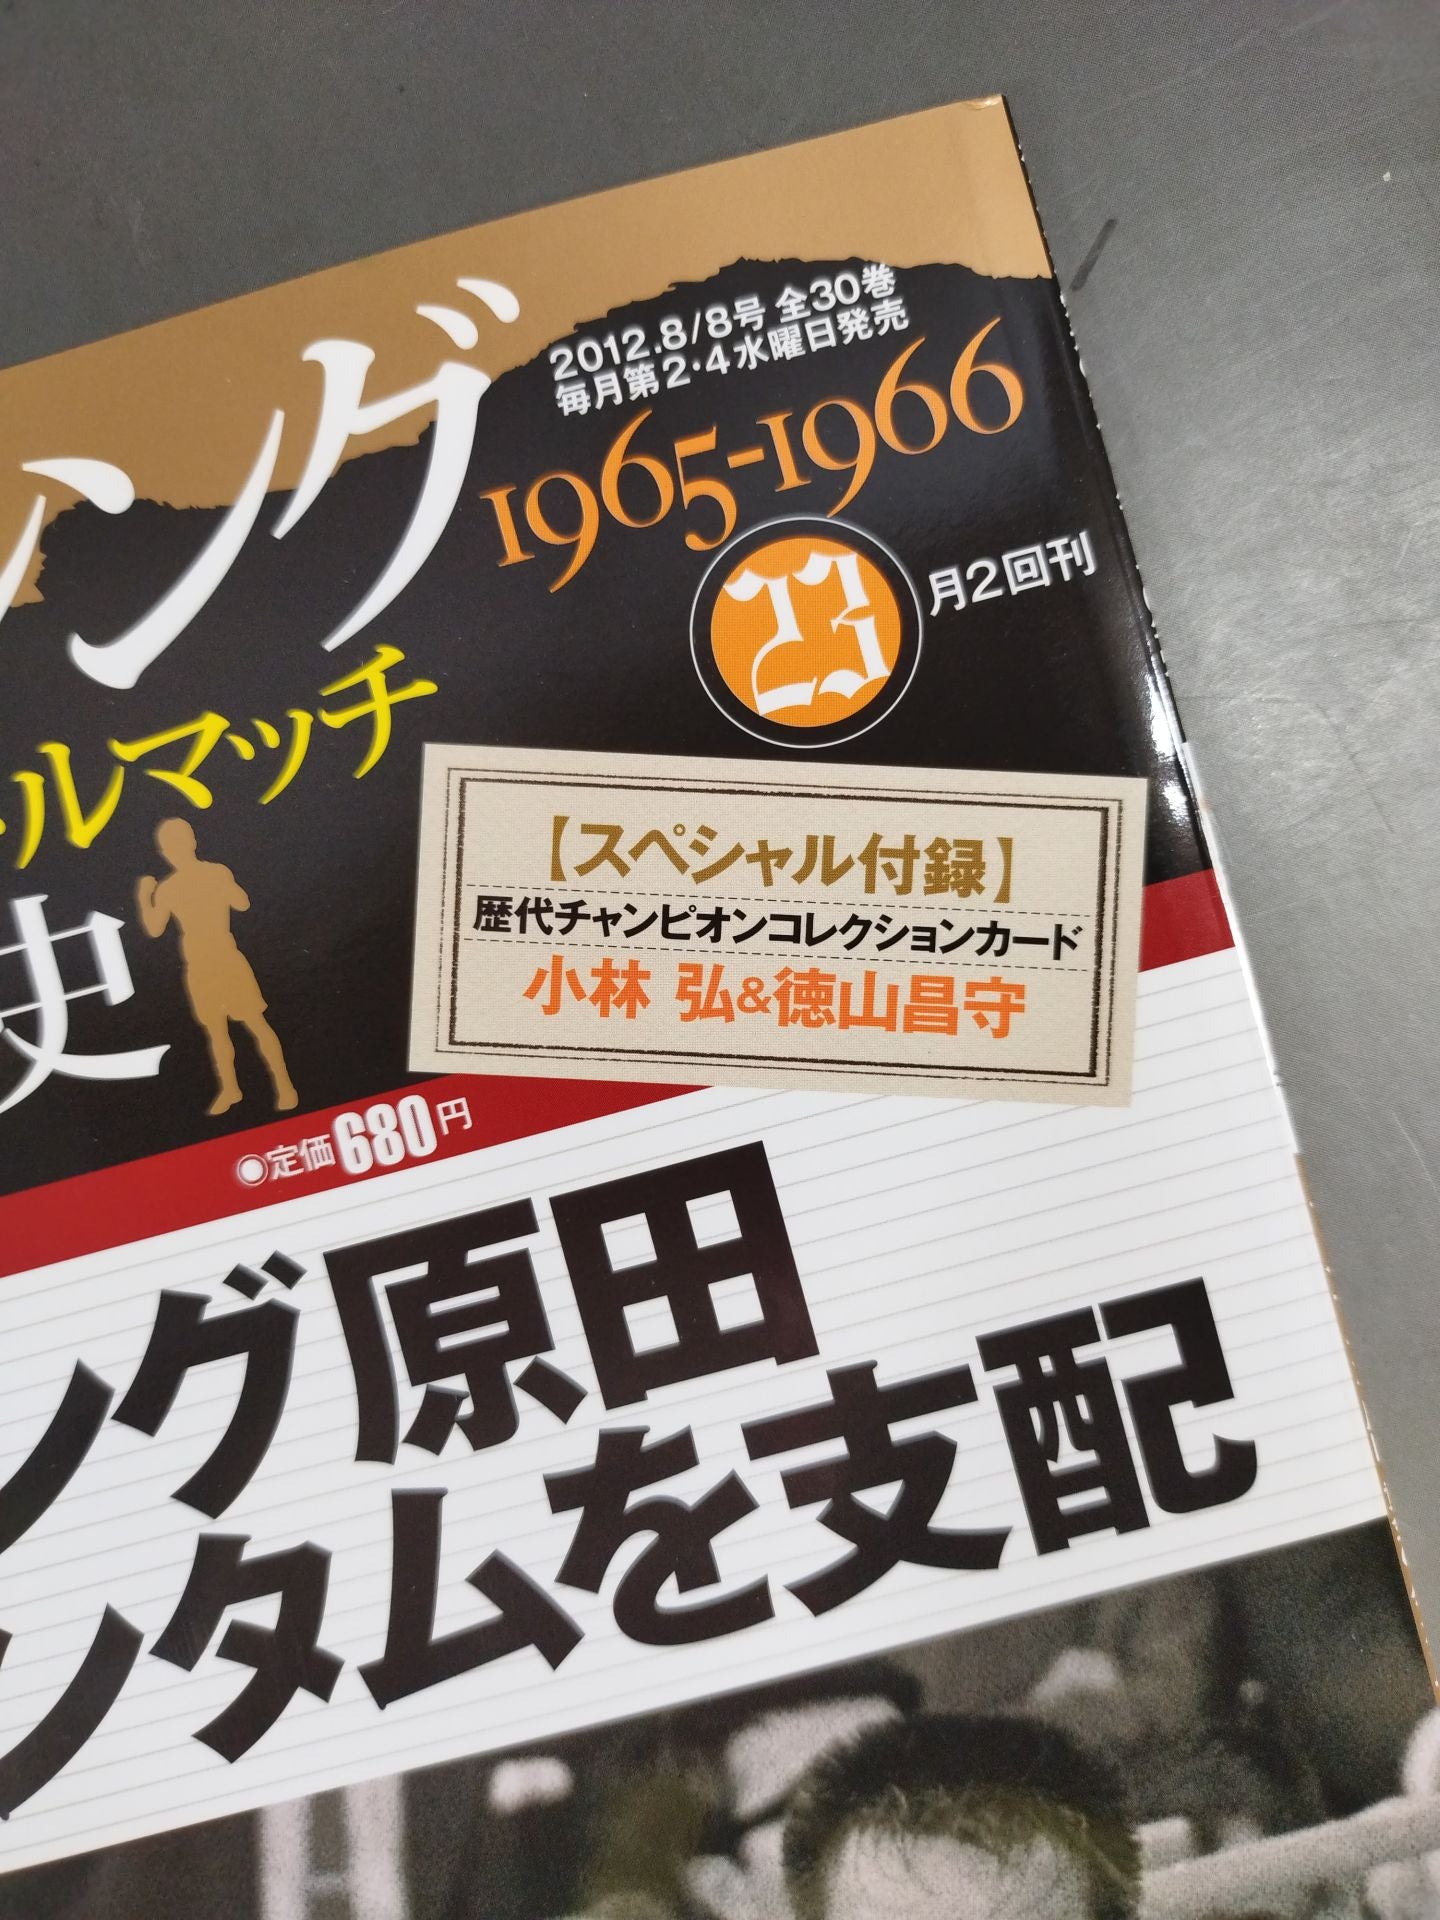 ング
2012.8/8号 全30巻
毎月第2・4水曜日発売
1965-1966
23
月2回刊
ルマッチ
史
【スペシャル付録】
歴代チャンピオンコレクションカード
小林 弘&徳山昌守
◉定価680円
ング原田
ンタムを支配